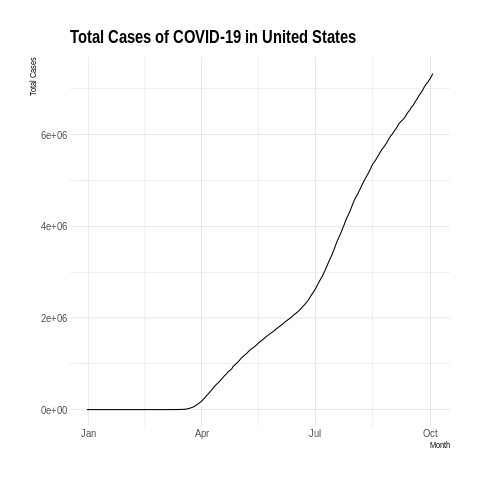 Total Cases of COVID-19 in United States
Total Cases
6e+06
4e+06
2e+06
0e+00
Jan Apr Jul Oct
Month